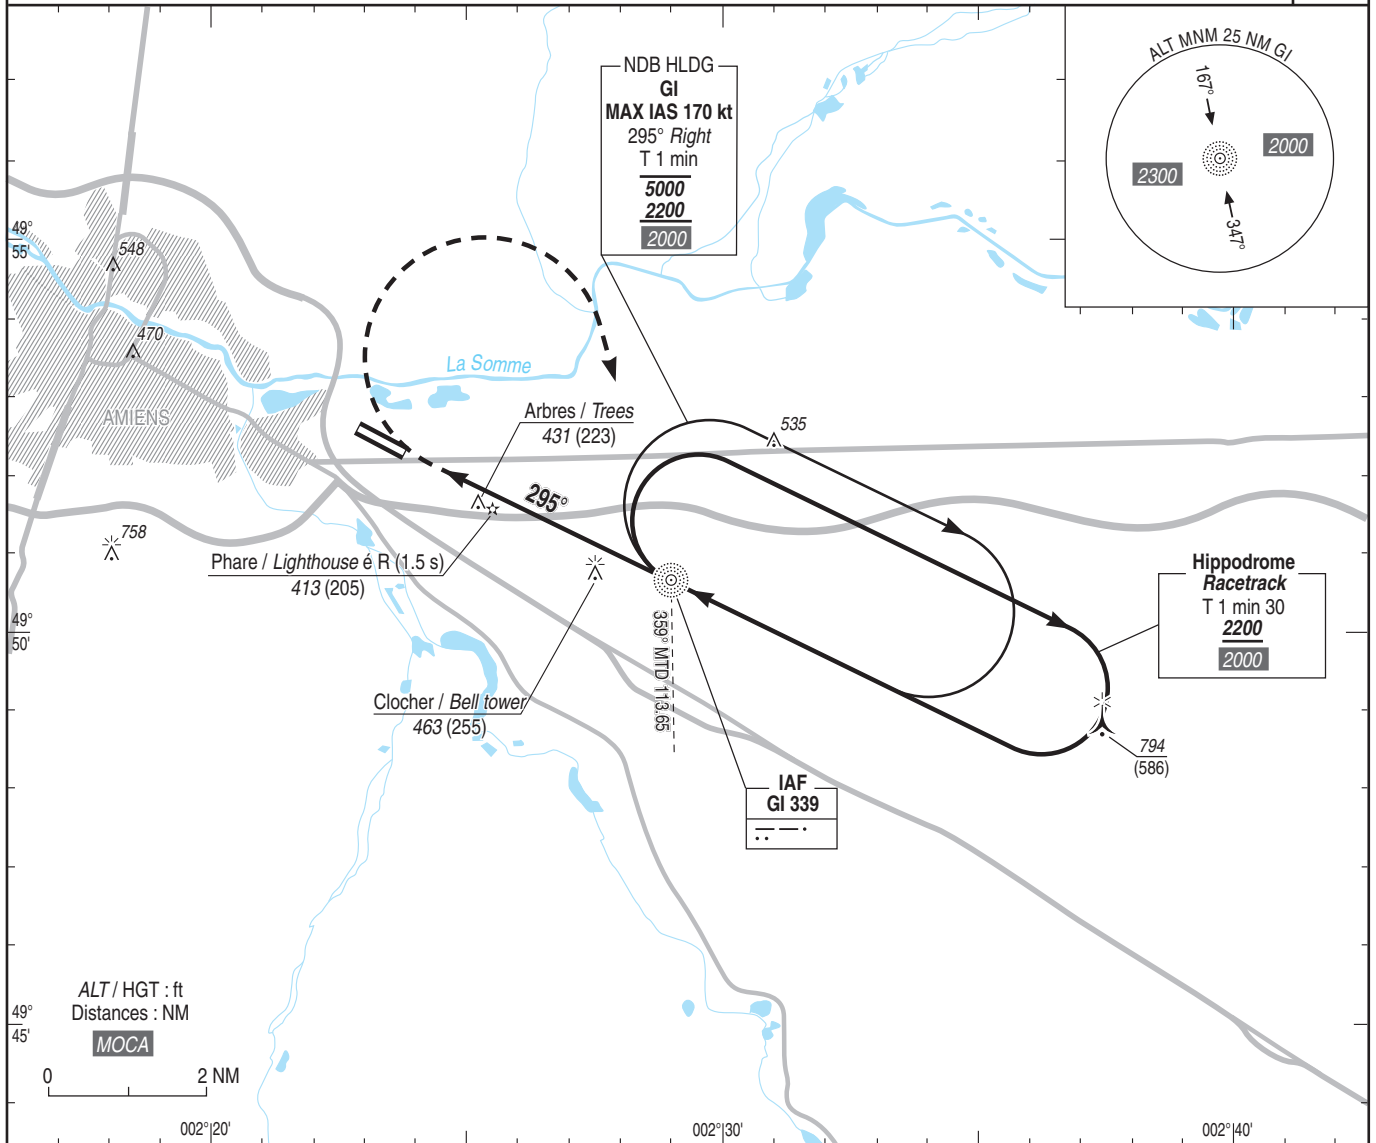 NDB HLDG
GI
MAX IAS 170 kt
295° Right
T 1 min
5000
2200
2000
ALT MNM 25 NM GI
167°
2000
2300
347°
49°
55'
548
470
La Somme
AMIENS
Arbres / Trees
431 (223)
535
295°
758
Phare / Lighthouse é R (1.5 s)
413 (205)
Hippodrome
Racetrack
T 1 min 30
2200
2000
49°
50'
359° MTD 113.65
Clocher / Bell tower
463 (255)
794
(586)
IAF
GI 339
ALT / HGT : ft
Distances : NM
MOCA
49°
45'
0 2 NM
002°20'
002°30'
002°40'